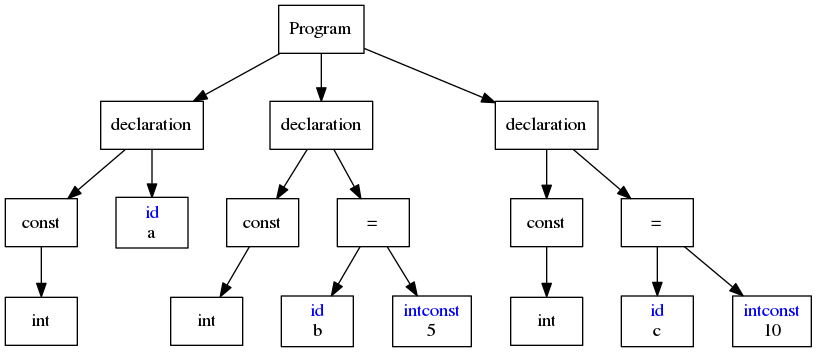 Program
declaration
declaration
declaration
const
id
a
const
=
const
=
int
int
id
b
intconst
5
int
id
c
intconst
10